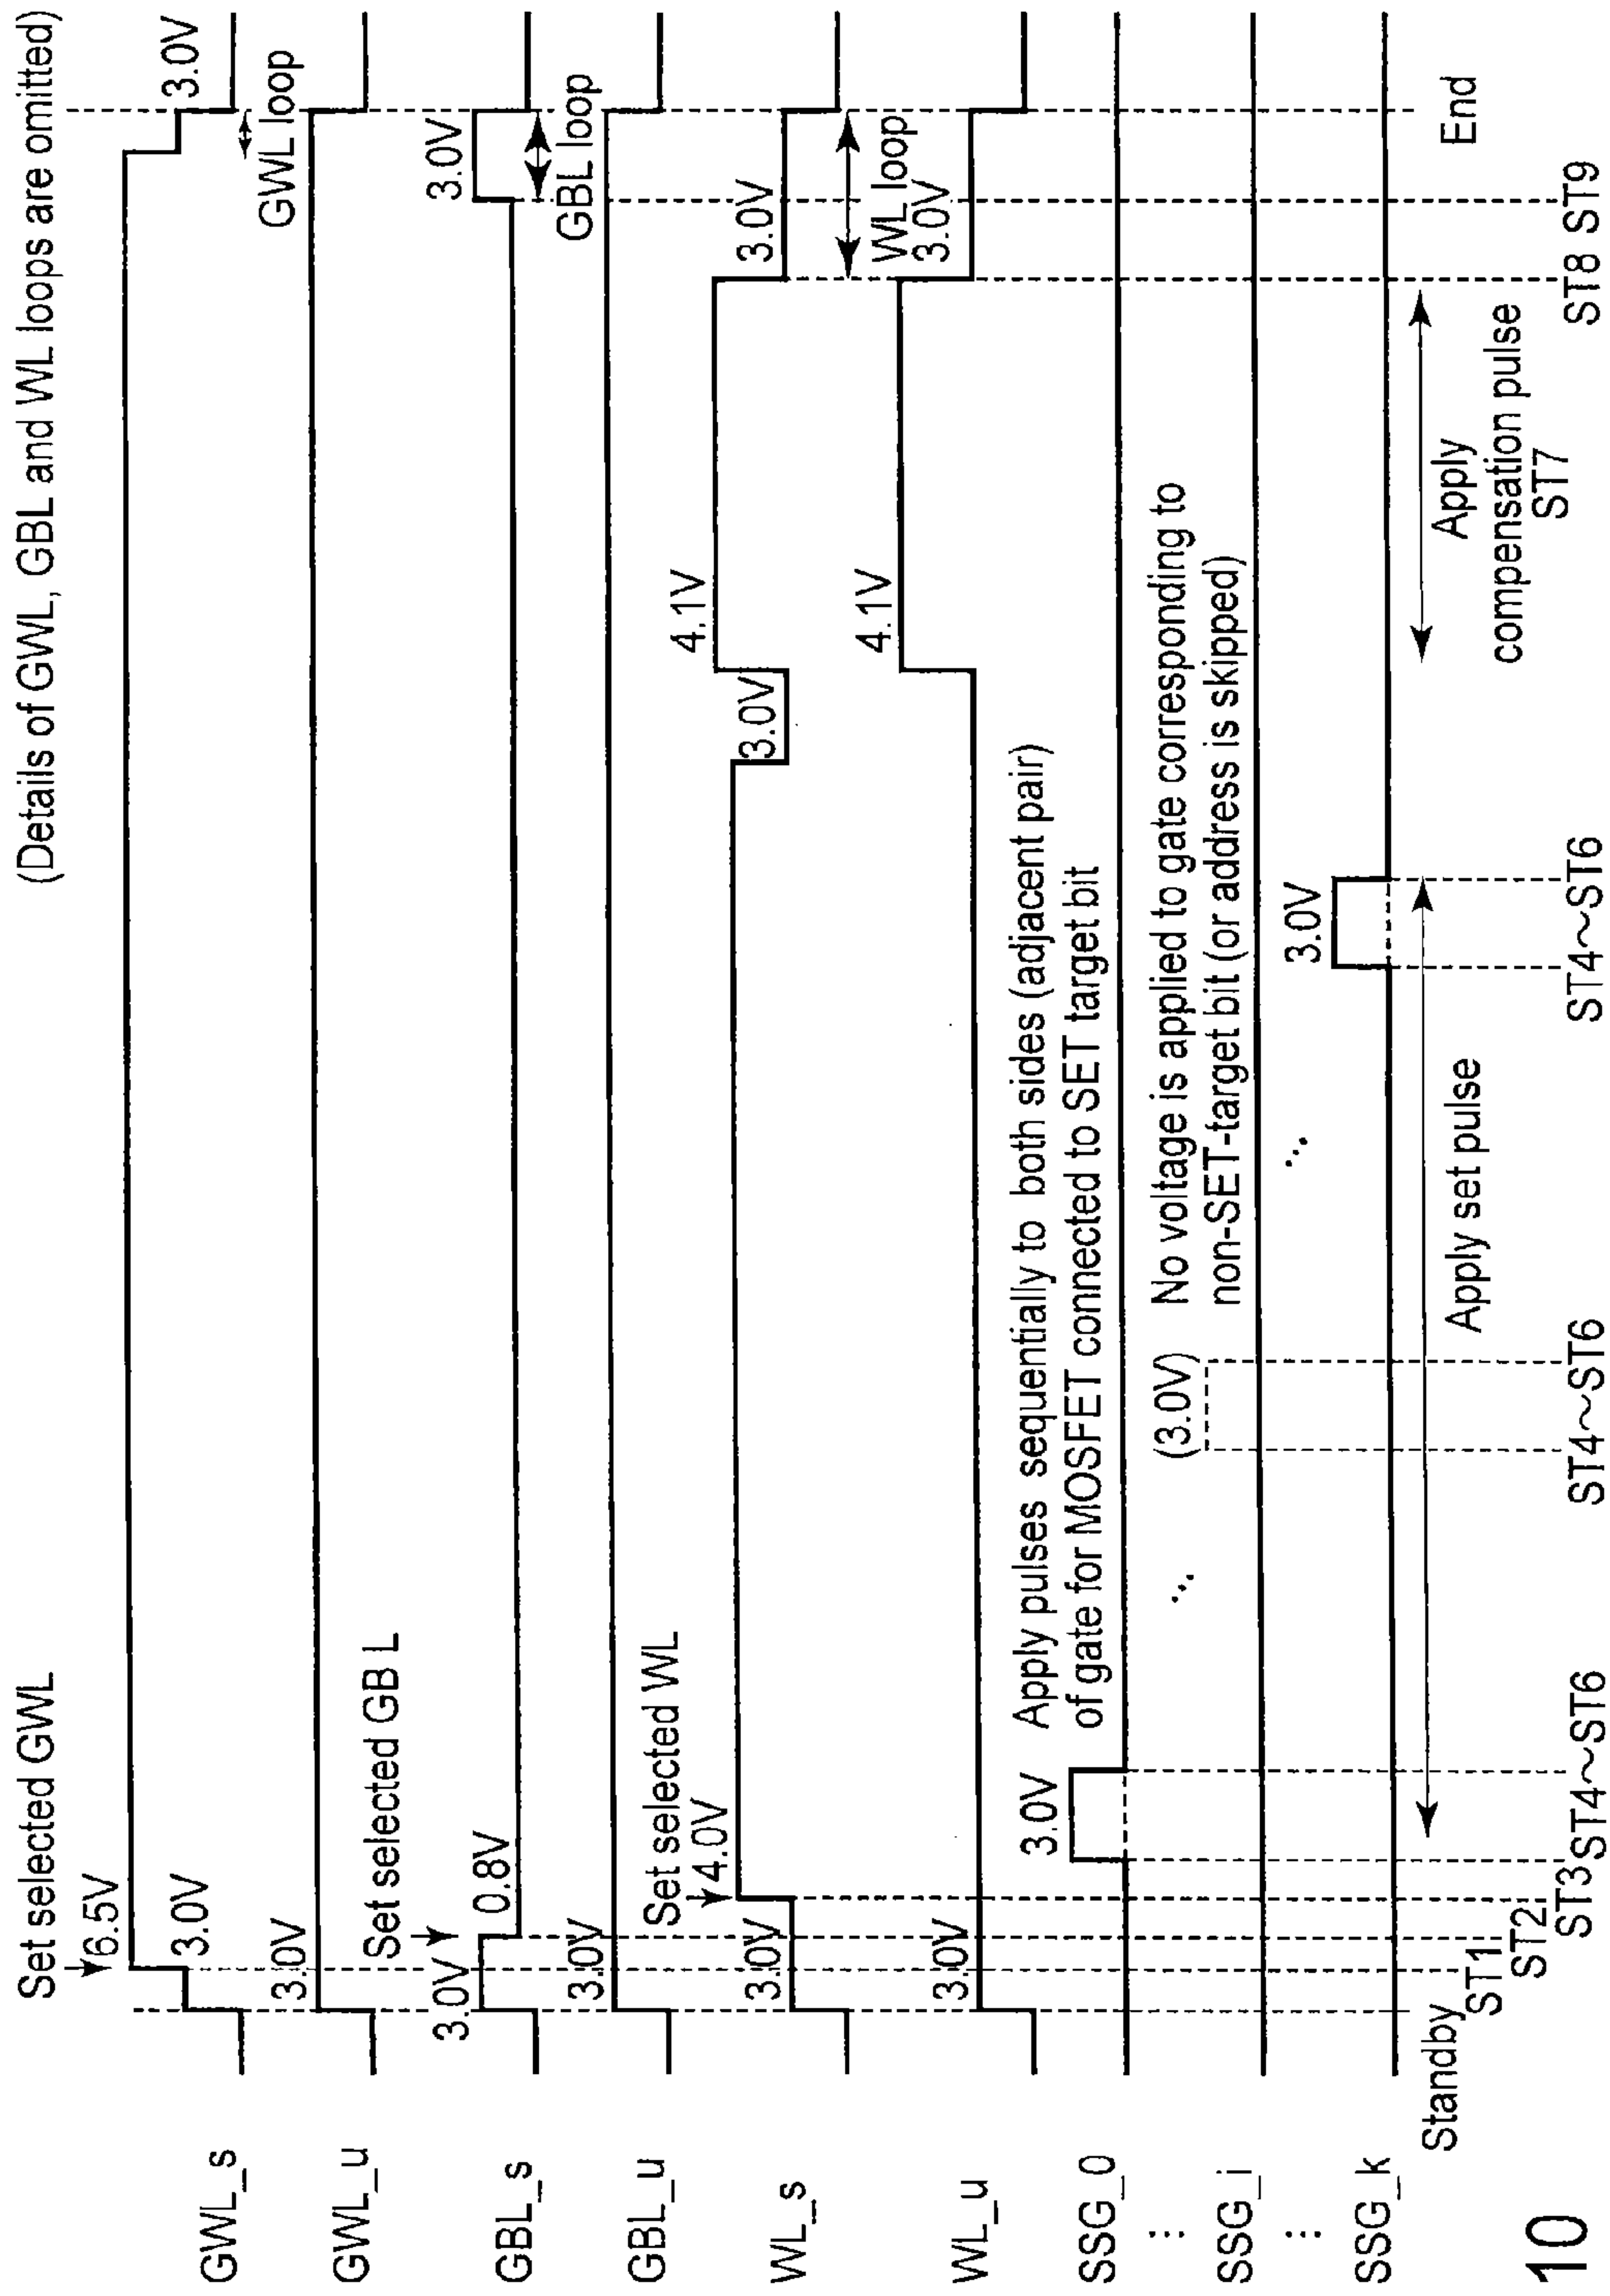 (Details of GWL, GBL and WL loops are omitted)
Set selected GWL
6.5V
3.0V
3.0V
GWL loop
GWL_s
3.0V
GWL_u
Set selected GB L
3.0V
0.8V
3.0V
GBL loop
GBL_s
3.0V
GBL_u
Set selected WL
4.0V
3.0V
3.0V
4.1V
3.0V
WL loop
WL_s
3.0V
4.1V
3.0V
WL_u
3.0V
Apply pulses sequentially to both sides (adjacent pair)
of gate for MOSFET connected to SET target bit
SSG_0
(3.0V)
No voltage is applied to gate corresponding to
non-SET-target bit (or address is skipped)
SSG_i
3.0V
SSG_k
Standby
Apply set pulse
Apply
compensation pulse
ST7
End
ST1
ST2
ST3
ST4~ST6
ST4~ST6
ST4~ST6
ST8
ST9
10